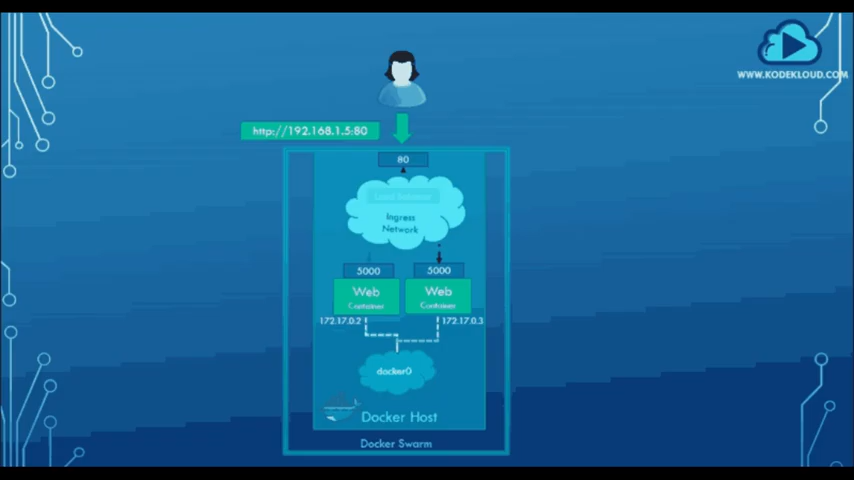 WWW.KODEKLOUD.COM
http://192.168.1.5:80
80
Ingress
Network
5000
5000
Web
Container
Web
Container
172.17.0.2
172.17.0.3
docker0
Docker Host
Docker Swarm